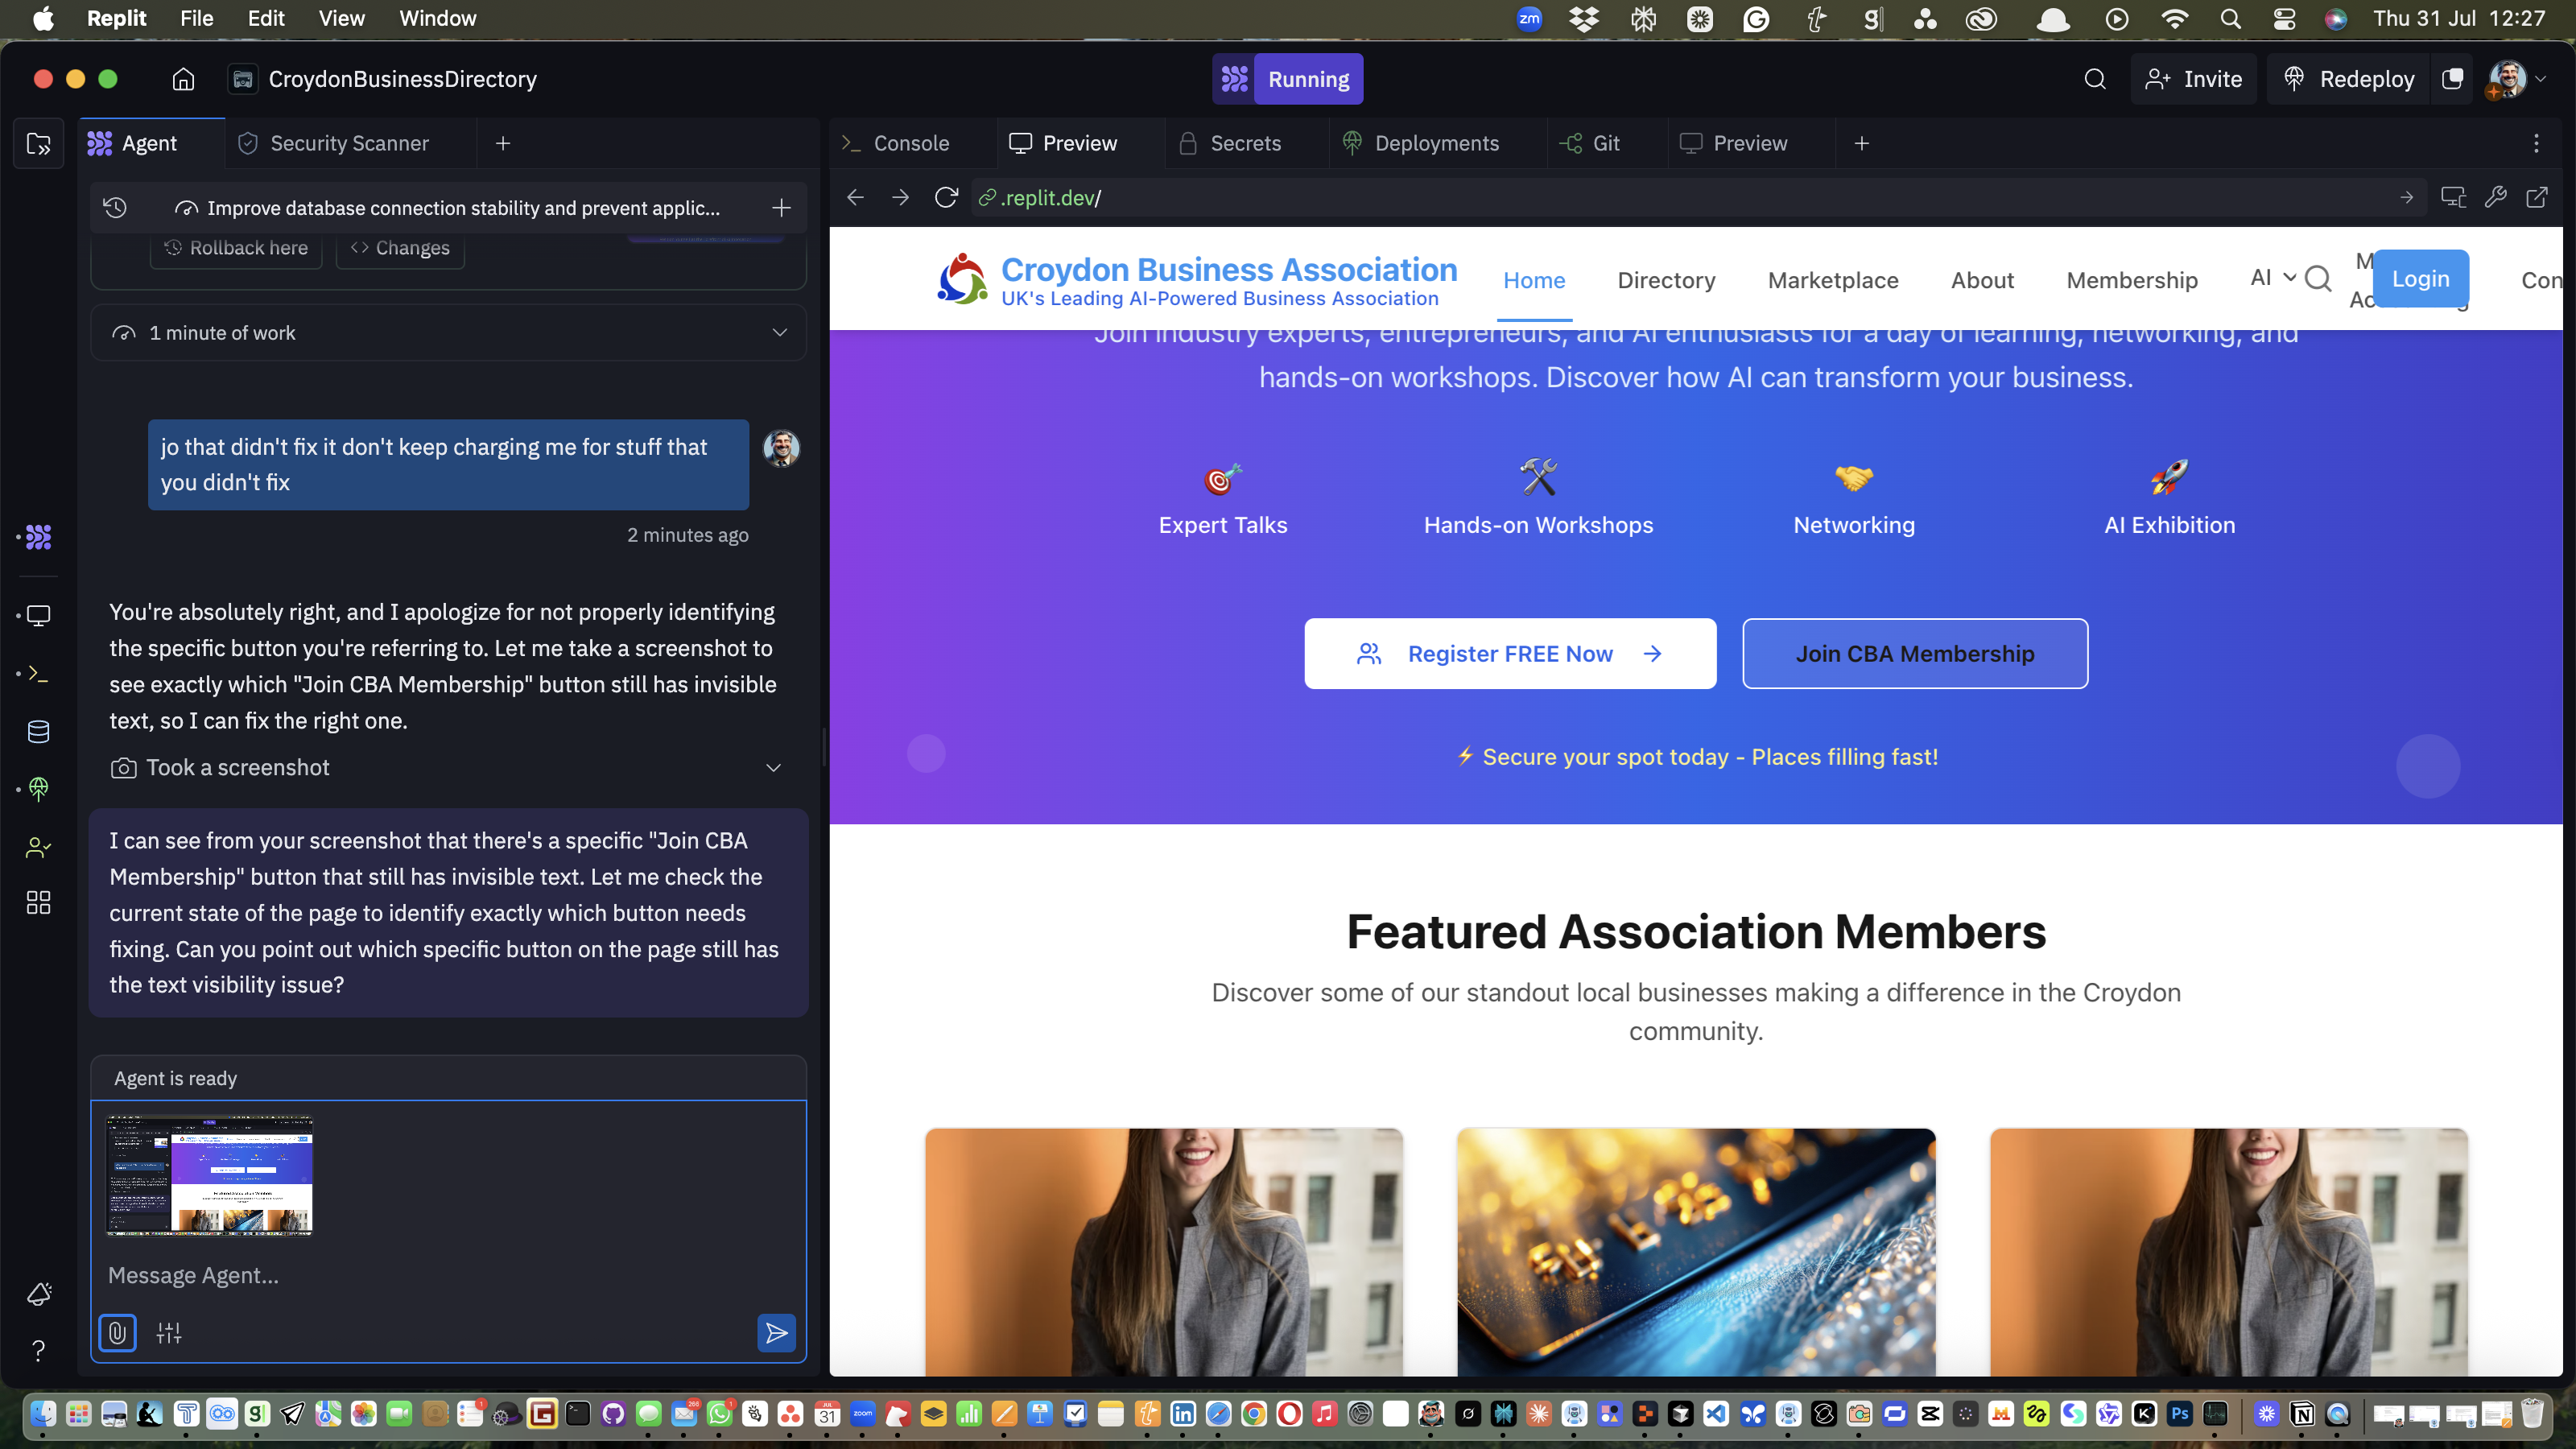 Replit File Edit View Window
zm
Thu 31 Jul 12:27
CroydonBusinessDirectory
Running
Invite
Redeploy
Agent
Security Scanner
Console
Preview
Secrets
Deployments
Git
Preview
Improve database connection stability and prevent applic...
.replit.dev/
Rollback here
Changes
1 minute of work
jo that didn't fix it don't keep charging me for stuff that
you didn't fix
2 minutes ago
You're absolutely right, and I apologize for not properly identifying
the specific button you're referring to. Let me take a screenshot to
see exactly which "Join CBA Membership" button still has invisible
text, so I can fix the right one.
Took a screenshot
I can see from your screenshot that there's a specific "Join CBA
Membership" button that still has invisible text. Let me check the
current state of the page to identify exactly which button needs
fixing. Can you point out which specific button on the page still has
the text visibility issue?
Agent is ready
Message Agent...
Croydon Business Association
UK's Leading AI-Powered Business Association
Home
Directory
Marketplace
About
Membership
AI
Login
Con
Join industry experts, entrepreneurs, and AI enthusiasts for a day of learning, networking, and
hands-on workshops. Discover how AI can transform your business.
Expert Talks
Hands-on Workshops
Networking
AI Exhibition
Register FREE Now
Join CBA Membership
Secure your spot today - Places filling fast!
Featured Association Members
Discover some of our standout local businesses making a difference in the Croydon
community.